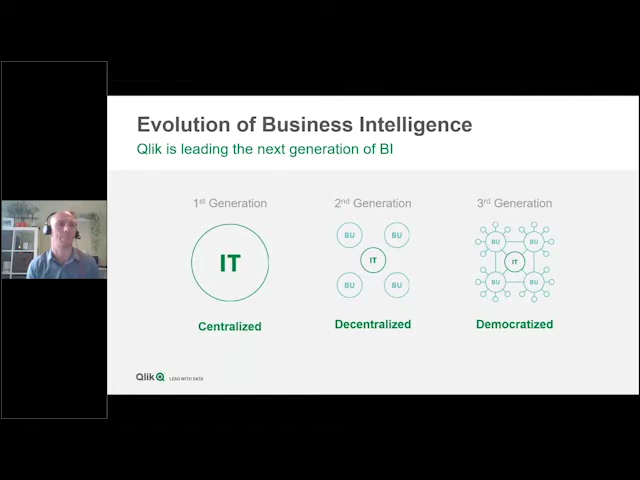 Evolution of Business Intelligence
Qlik is leading the next generation of BI
1st Generation
2nd Generation
3rd Generation
IT
BU BU
IT
BU BU
BU BU
IT
BU BU
Centralized
Decentralized
Democratized
Qlik LEAD WITH DATA